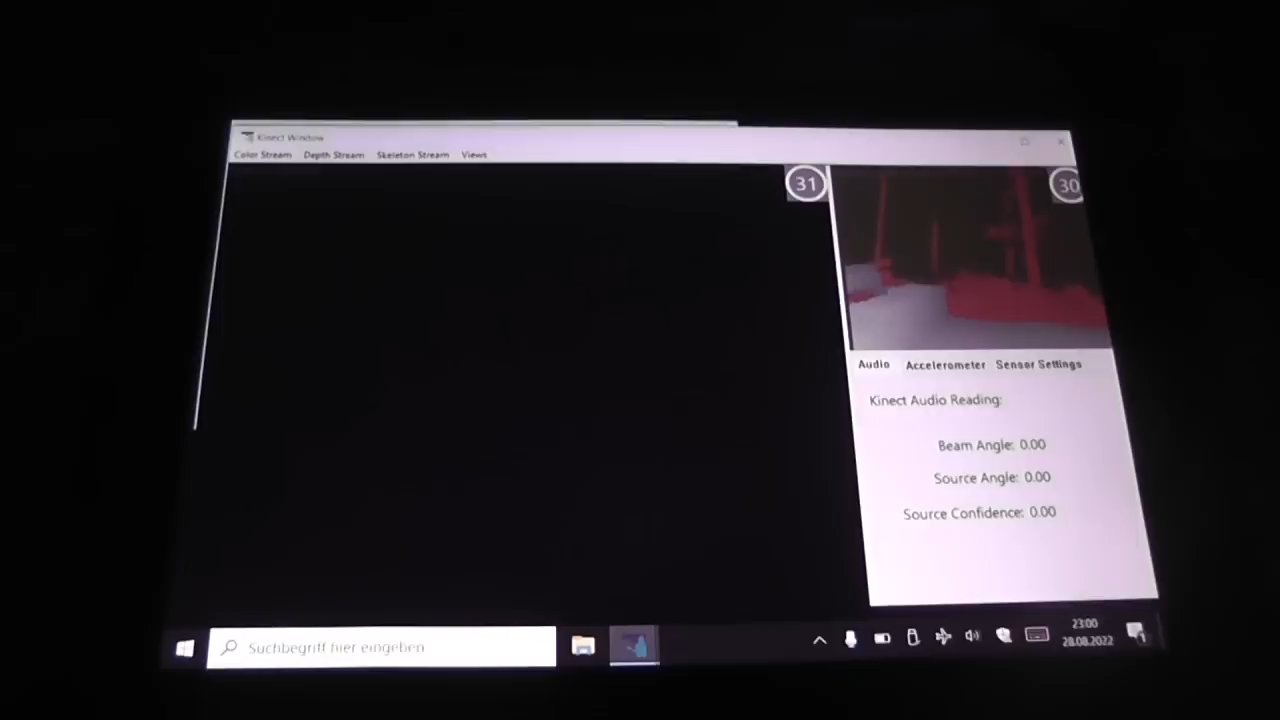 Kinect Window
Color Stream Depth Stream Skeleton Stream Views
31
30
Audio Accelerometer Sensor Settings
Kinect Audio Reading:
Beam Angle: 0.00
Source Angle: 0.00
Source Confidence: 0.00
Suchbegriff hier eingeben
23:00
28.08.2022
1